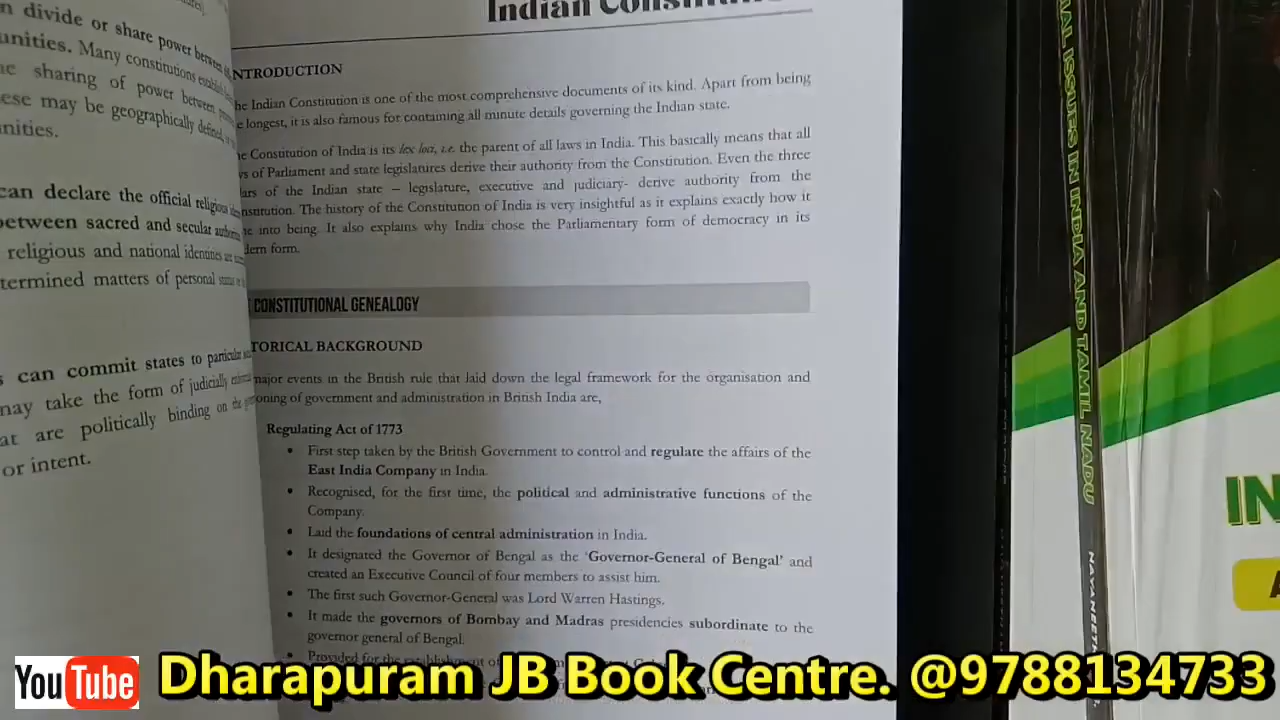 n divide or share power between
unities. Many constitutions establish
e sharing of power between
ese may be geographically defined,
nities.
can declare the official religious
between sacred and secular
religious and national identities are
termined matters of personal status
s can commit states to particular
nay take the form of judicially
at are politically binding on the
or intent.
Indian Constitu
NTRODUCTION
he Indian Constitution is one of the most comprehensive documents of its kind. Apart from being
e longest, it is also famous for containing all minute details governing the Indian state.
e Constitution of India is its lex loci, i.e. the parent of all laws in India. This basically means that all
ws of Parliament and state legislatures derive their authority from the Constitution. Even the three
lars of the Indian state – legislature, executive and judiciary- derive authority from the
nstitution. The history of the Constitution of India is very insightful as it explains exactly how it
ne into being. It also explains why India chose the Parliamentary form of democracy in its
dern form.
CONSTITUTIONAL GENEALOGY
TORICAL BACKGROUND
major events in the British rule that laid down the legal framework for the organisation and
oning of government and administration in British India are,
Regulating Act of 1773
• First step taken by the British Government to control and regulate the affairs of the
East India Company in India.
• Recognised, for the first time, the political and administrative functions of the
Company.
• Laid the foundations of central administration in India.
• It designated the Governor of Bengal as the 'Governor-General of Bengal' and
created an Executive Council of four members to assist him.
• The first such Governor-General was Lord Warren Hastings.
• It made the governors of Bombay and Madras presidencies subordinate to the
governor general of Bengal.
• Provided for the establishment of
ISSUES IN INDIA AND TAMIL NADU
IN
A
YouTube
Dharapuram JB Book Centre. @9788134733